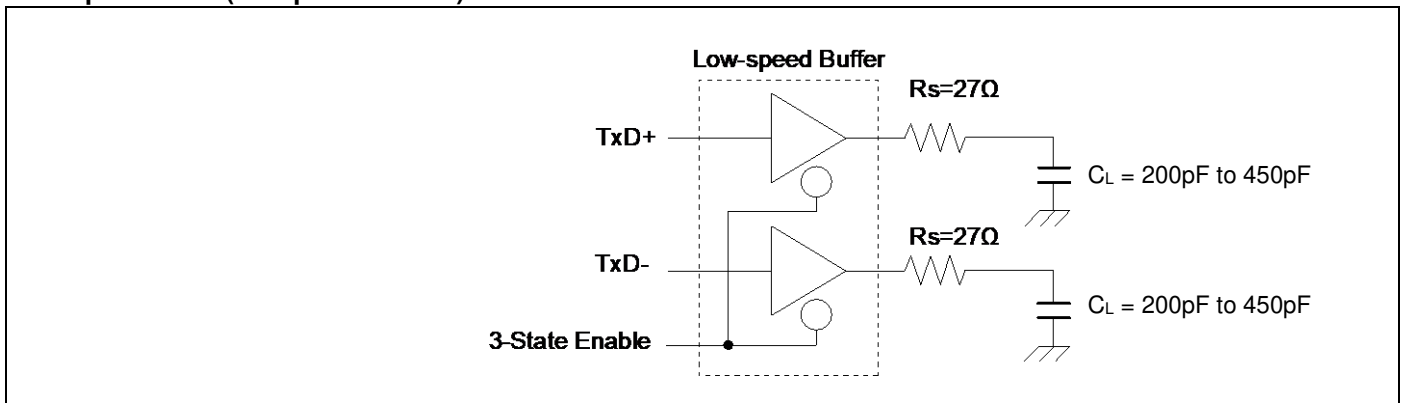 Low-speed Buffer
Rs=27Ω
TxD+
CL = 200pF to 450pF
Rs=27Ω
TxD-
CL = 200pF to 450pF
3-State Enable